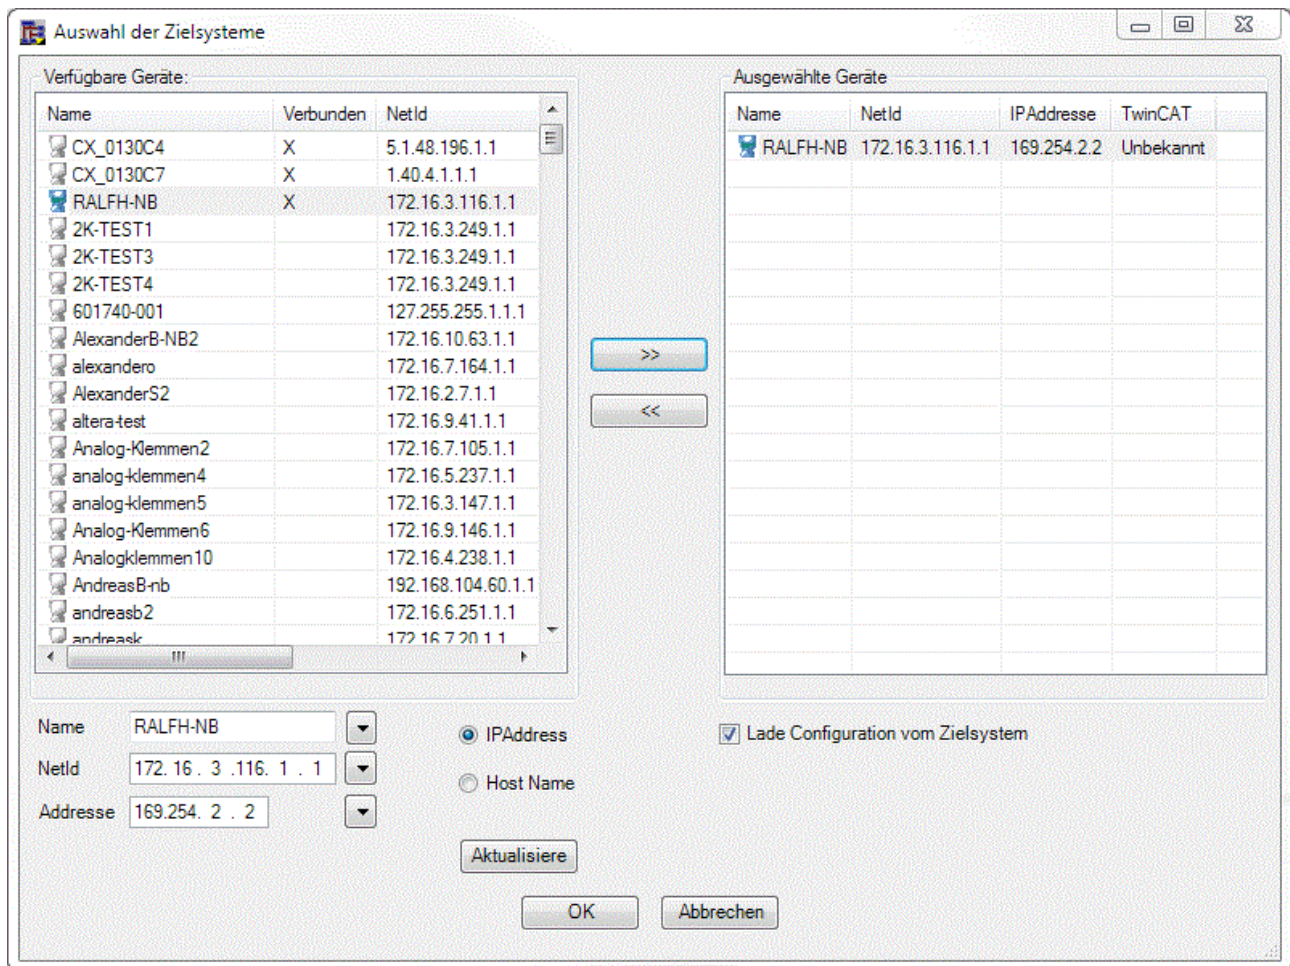 Auswahl der Zielsysteme
Verfügbare Geräte:
Name Verbunden NetId
CX_0130C4 X 5.1.48.196.1.1
CX_0130C7 X 1.40.4.1.1.1
RALFH-NB X 172.16.3.116.1.1
2K-TEST1 172.16.3.249.1.1
2K-TEST3 172.16.3.249.1.1
2K-TEST4 172.16.3.249.1.1
601740-001 127.255.255.1.1.1
AlexanderB-NB2 172.16.10.63.1.1
alexandero 172.16.7.164.1.1
AlexanderS2 172.16.2.7.1.1
altera-test 172.16.9.41.1.1
Analog-Klemmen2 172.16.7.105.1.1
analog-klemmen4 172.16.5.237.1.1
analog-klemmen5 172.16.3.147.1.1
Analog-Klemmen6 172.16.9.146.1.1
Analogklemmen10 172.16.4.238.1.1
AndreasB-nb 192.168.104.60.1.1
andreasb2 172.16.6.251.1.1
andreask 172.16.7.20.1.1
>>
<<
Ausgewählte Geräte
Name NetId IPAddresse TwinCAT
RALFH-NB 172.16.3.116.1.1 169.254.2.2 Unbekannt
Name RALFH-NB
NetId 172. 16 . 3 .116. 1 . 1
Addresse 169.254. 2 . 2
IPAddress
Host Name
Aktualisiere
Lade Configuration vom Zielsystem
OK Abbrechen